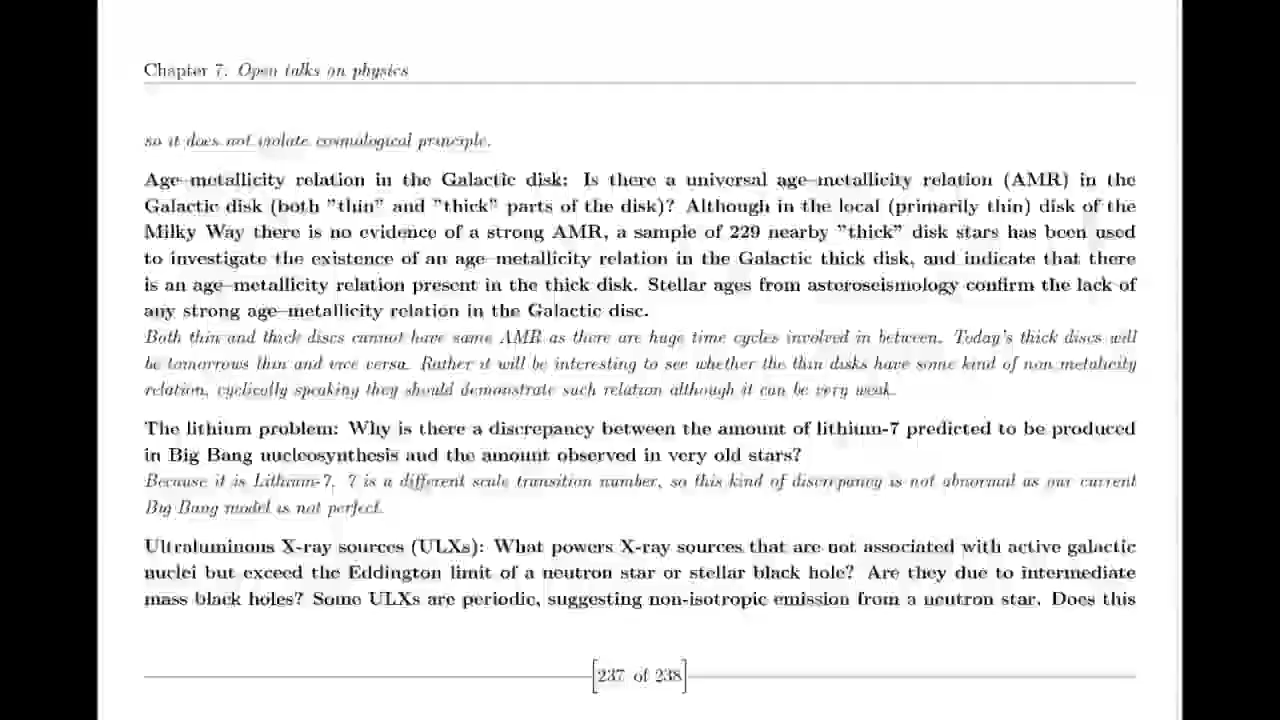 Chapter 7. Open talks on physics
so it does not violate cosmological principle.
Age–metallicity relation in the Galactic disk: Is there a universal age–metallicity relation (AMR) in the
Galactic disk (both "thin" and "thick" parts of the disk)? Although in the local (primarily thin) disk of the
Milky Way there is no evidence of a strong AMR, a sample of 229 nearby "thick" disk stars has been used
to investigate the existence of an age–metallicity relation in the Galactic thick disk, and indicate that there
is an age–metallicity relation present in the thick disk. Stellar ages from asteroseismology confirm the lack of
any strong age–metallicity relation in the Galactic disc.
Both thin and thick discs cannot have same AMR as there are huge time cycles involved in between. Today's thick discs will
be tomorrows thin and vice versa. Rather it will be interesting to see whether the thin disks have some kind of non metalicity
relation, cyclically speaking they should demonstrate such relation although it can be very weak.
The lithium problem: Why is there a discrepancy between the amount of lithium-7 predicted to be produced
in Big Bang nucleosynthesis and the amount observed in very old stars?
Because it is Lithium-7, 7 is a different scale transition number, so this kind of discrepancy is not abnormal as our current
Big Bang model is not perfect.
Ultraluminous X-ray sources (ULXs): What powers X-ray sources that are not associated with active galactic
nuclei but exceed the Eddington limit of a neutron star or stellar black hole? Are they due to intermediate
mass black holes? Some ULXs are periodic, suggesting non-isotropic emission from a neutron star. Does this
[237 of 238]